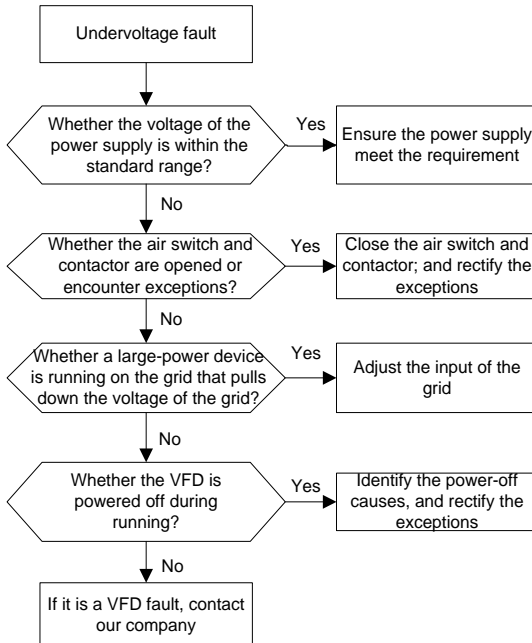 Undervoltage fault
Whether the voltage of the
power supply is within the
standard range?
Yes
Ensure the power supply
meet the requirement
No
Whether the air switch and
contactor are opened or
encounter exceptions?
Yes
Close the air switch and
contactor; and rectify the
exceptions
No
Whether a large-power device
is running on the grid that pulls
down the voltage of the grid?
Yes
Adjust the input of the
grid
No
Whether the VFD is
powered off during
running?
Yes
Identify the power-off
causes, and rectify the
exceptions
No
If it is a VFD fault, contact
our company